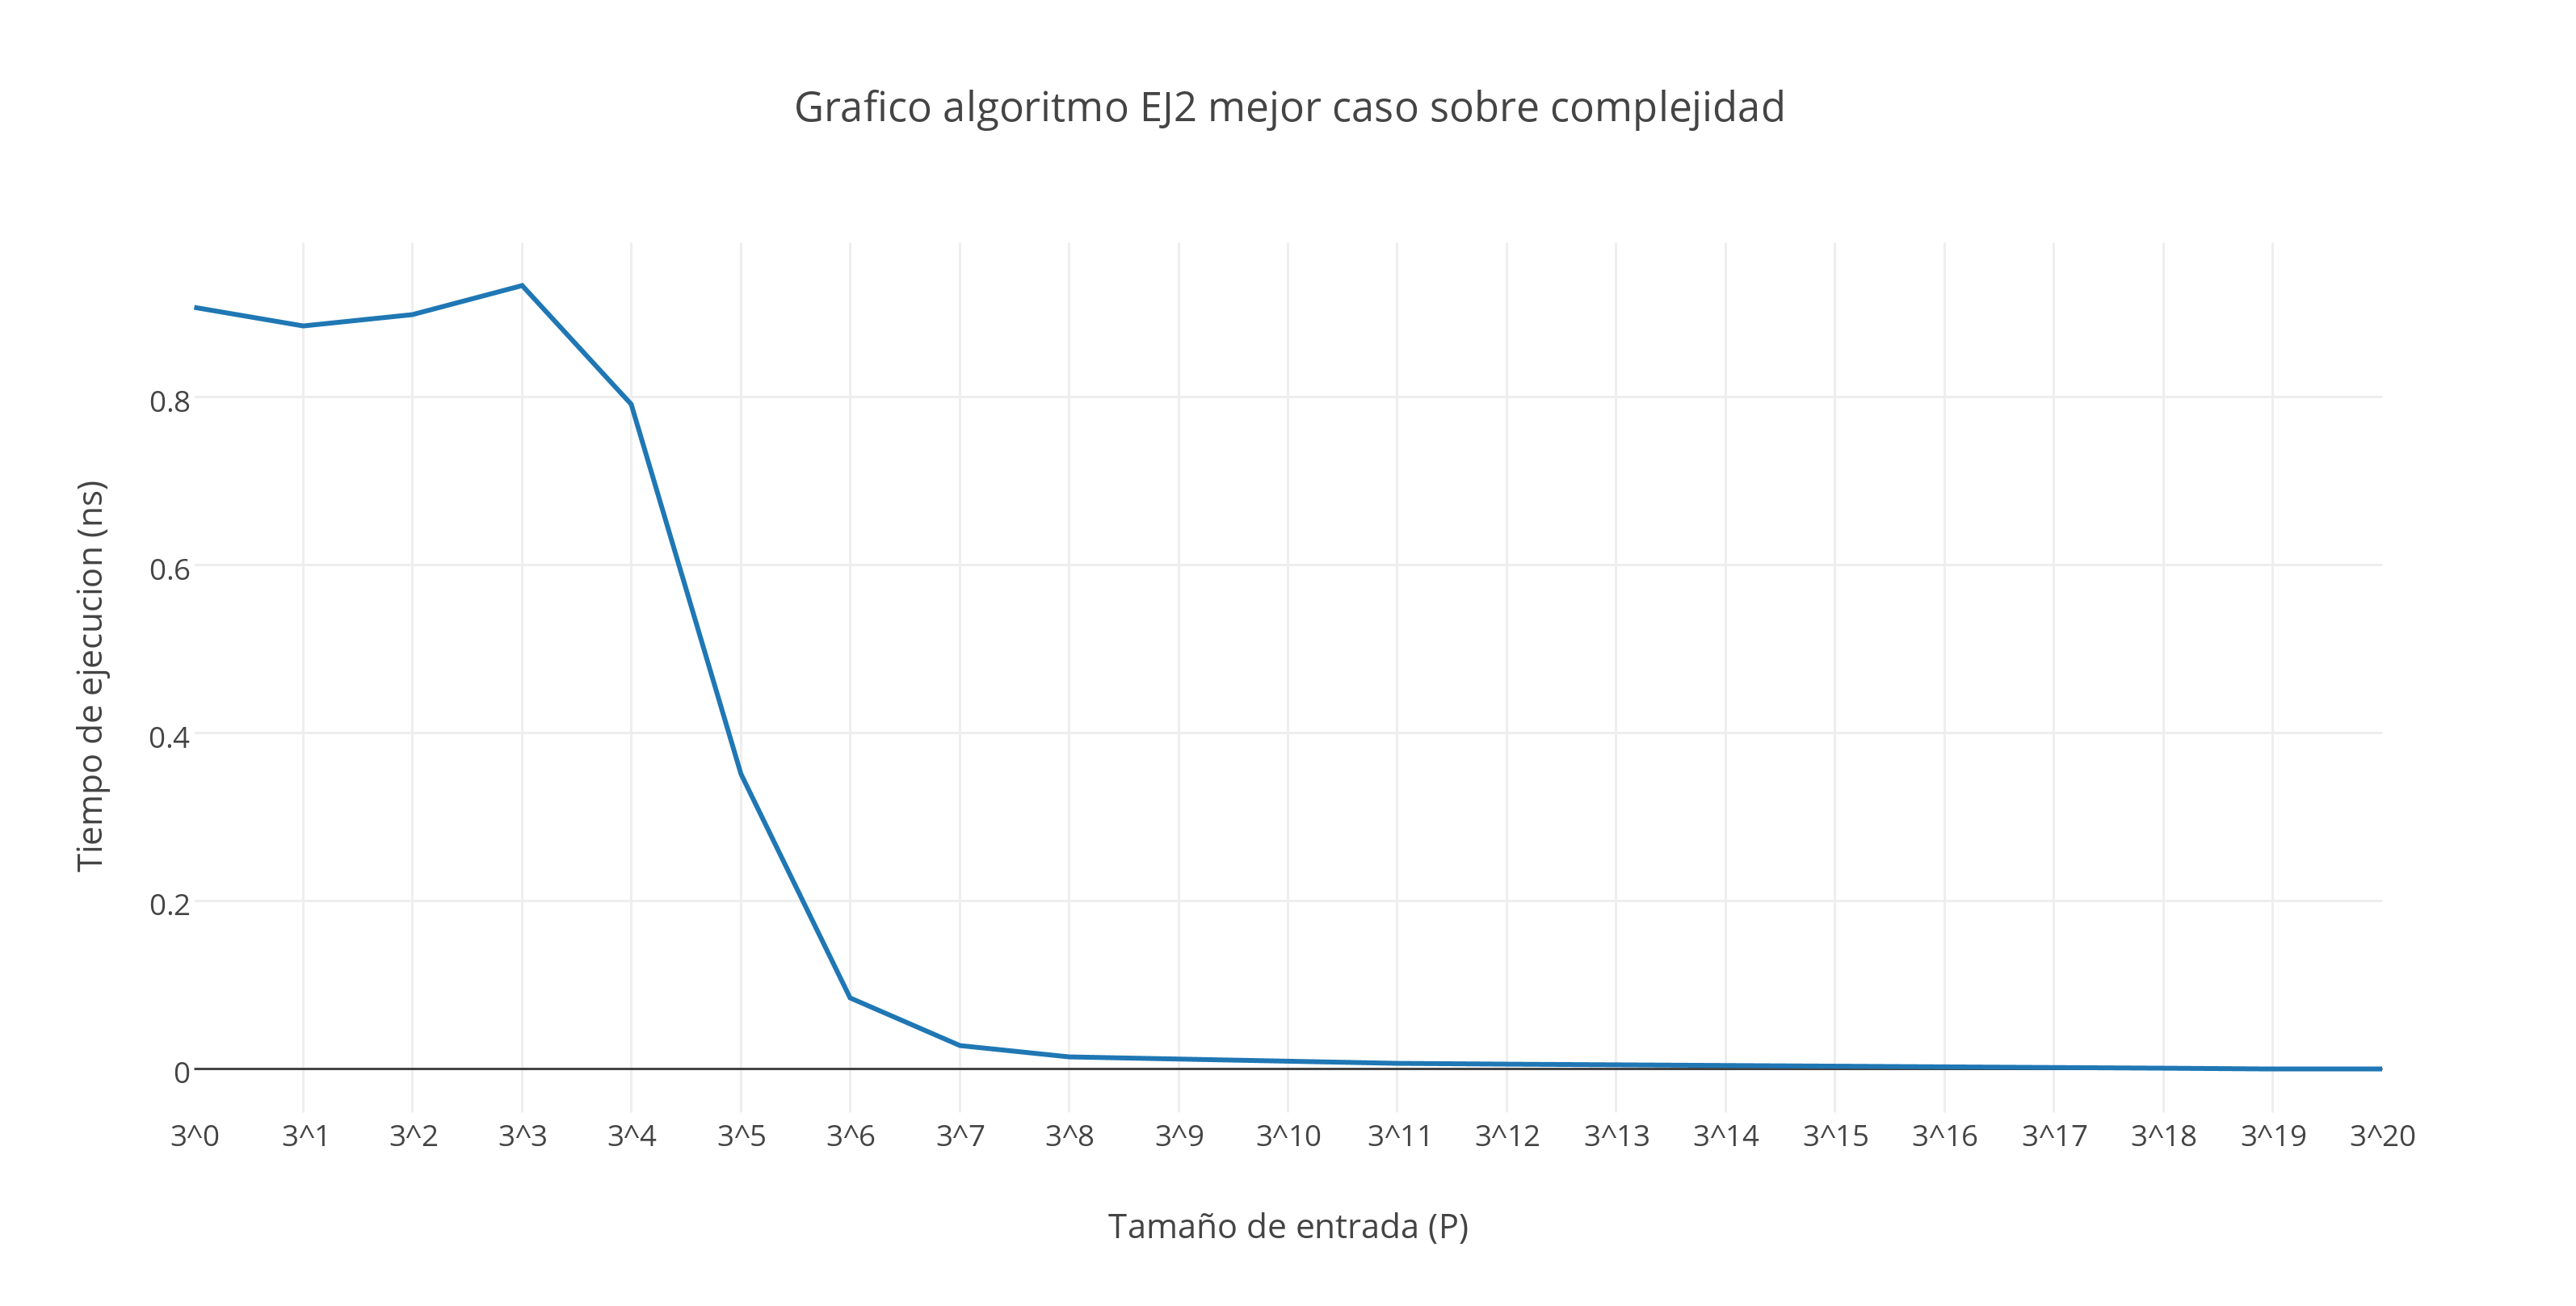 Grafico algoritmo EJ2 mejor caso sobre complejidad
Tiempo de ejecucion (ns)
0.8
0.6
0.4
0.2
0
3^0 3^1 3^2 3^3 3^4 3^5 3^6 3^7 3^8 3^9 3^10 3^11 3^12 3^13 3^14 3^15 3^16 3^17 3^18 3^19 3^20
Tamaño de entrada (P)